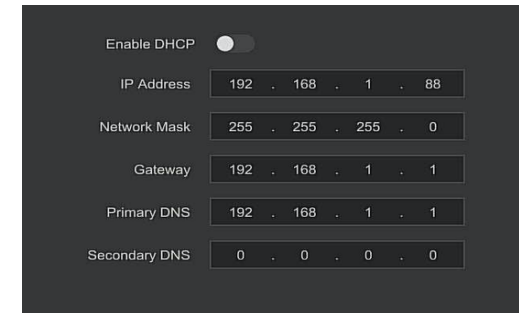 Enable DHCP
IP Address 192 . 168 . 1 . 88
Network Mask 255 . 255 . 255 . 0
Gateway 192 . 168 . 1 . 1
Primary DNS 192 . 168 . 1 . 1
Secondary DNS 0 . 0 . 0 . 0